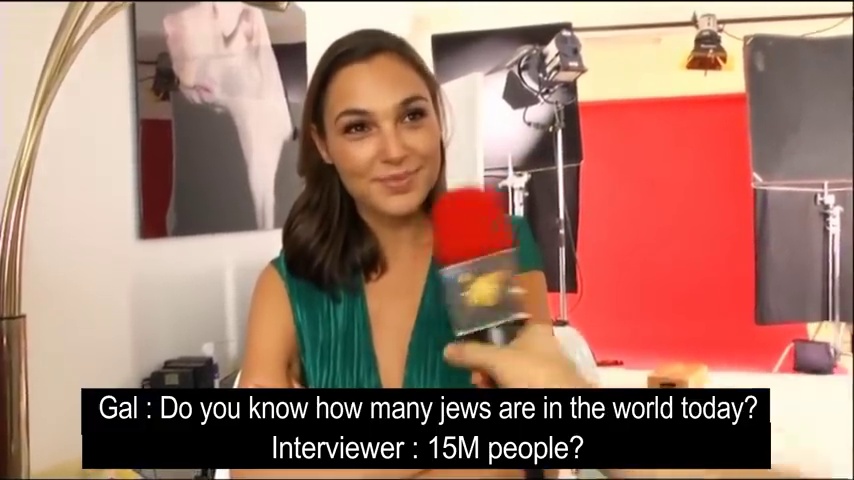 Gal : Do you know how many jews are in the world today?
Interviewer : 15M people?